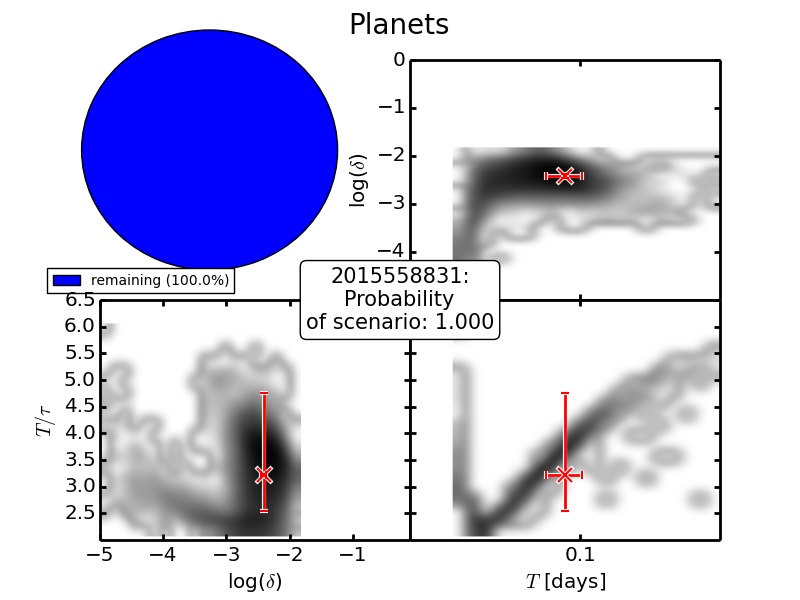 Planets
remaining (100.0%)
0
−1
−2
−3
−4
log(δ)
2015558831:
Probability
of scenario: 1.000
6.5
6.0
5.5
5.0
4.5
4.0
3.5
3.0
2.5
T/τ
−5 −4 −3 −2 −1
log(δ)
0.1
T [days]